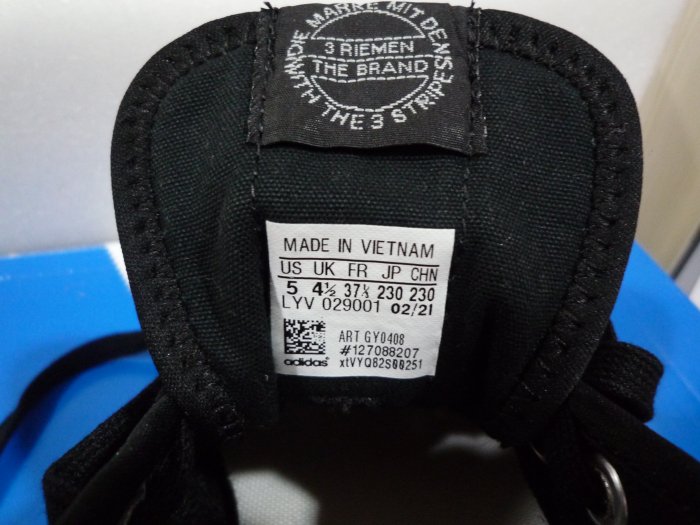 DIE MARKE MIT DEN
3 RIEMEN
THE BRAND
WITH THE 3 STRIPES
MADE IN VIETNAM
US UK FR JP CHN
5 4½ 37⅓ 230 230
LYV 029001 02/21
ART GY0408
#127088207
adidas xtVYQ82S00251